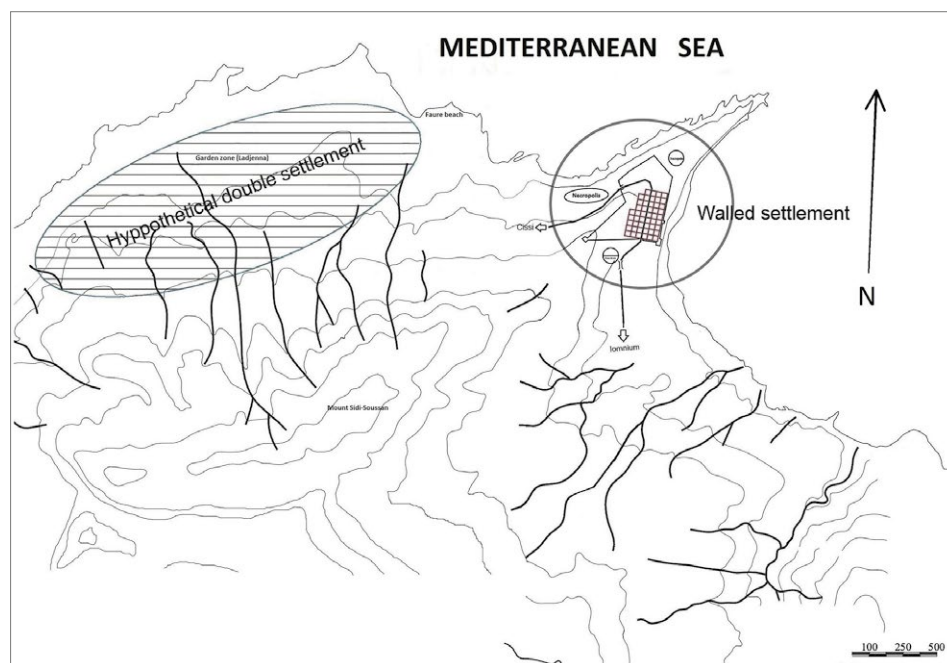 MEDITERRANEAN SEA
Faure beach
Garden zone (Ladjenna)
Hyppothetical double settlement
Necropolis
Walled settlement
Cissi
N
Iomnium
Mount Sidi-Soussan
100 250 500